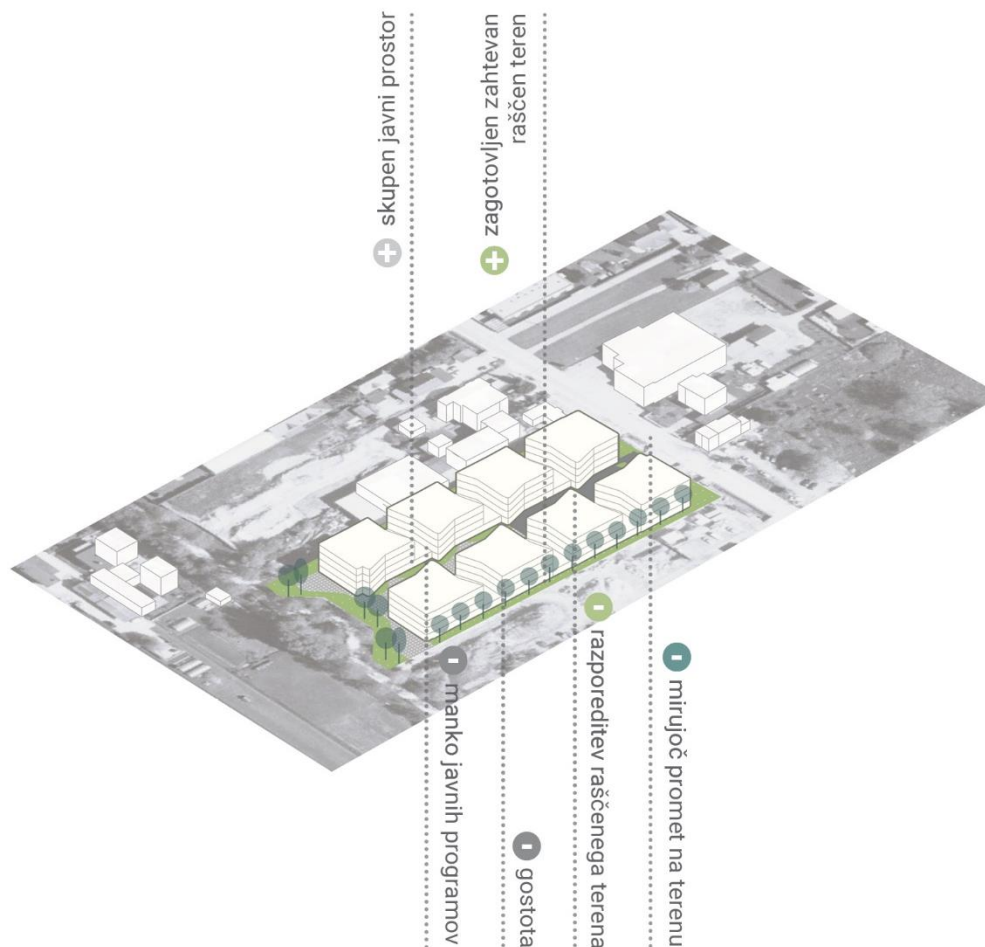 + skupen javni prostor
+ zagotovljen zahtevan
raščen teren
- manko javnih programov
- gostota
- razporeditev raščenega terena
- mirujoč promet na terenu